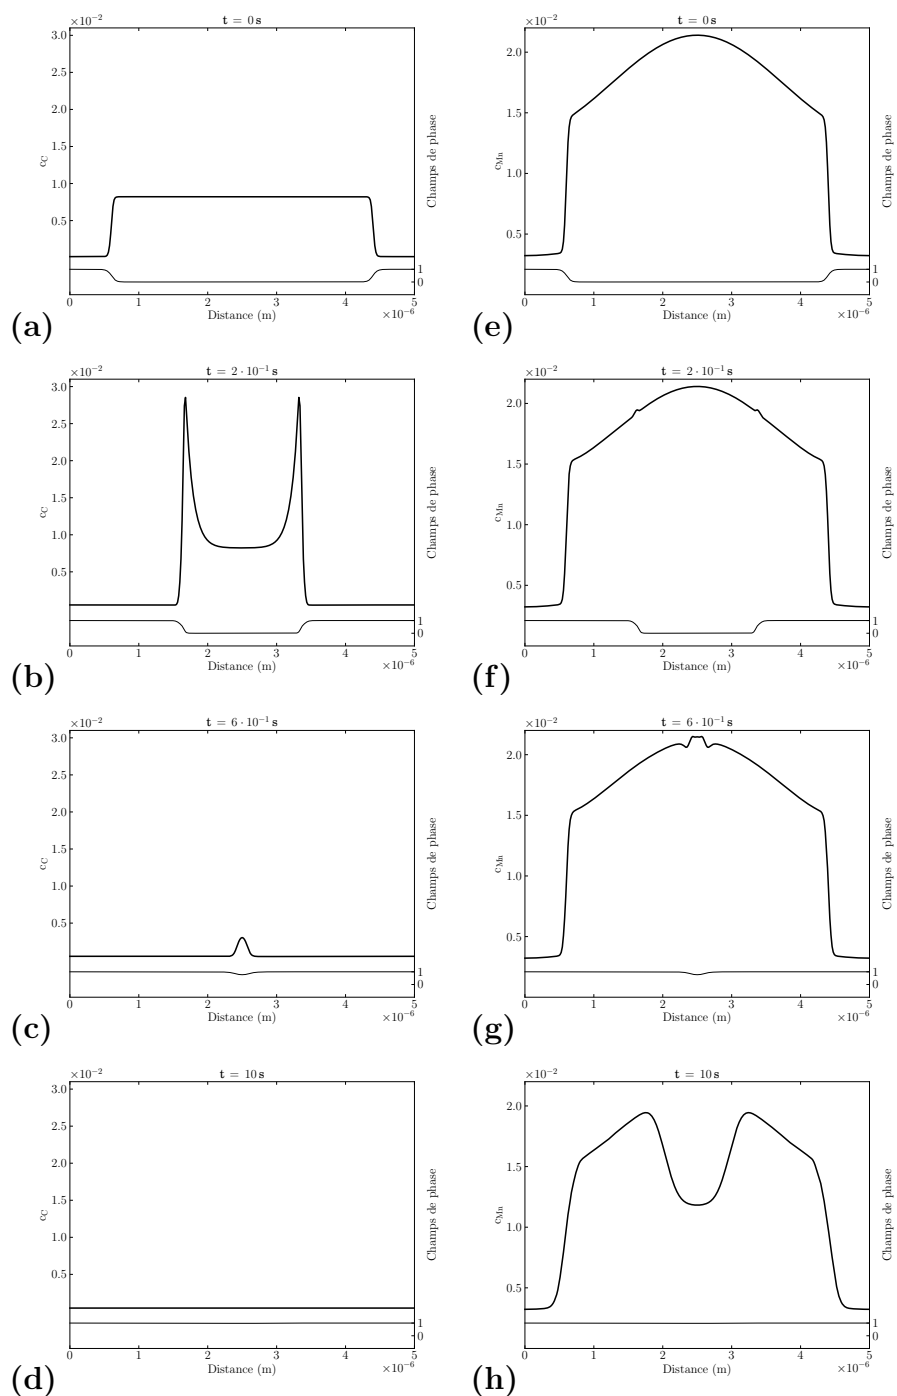 t = 0 s
×10⁻²
3.0
2.0
1.5
1.0
0.5
c_C
Champs de phase
1
0
0 1 2 3 4 5
Distance (m)
×10⁻⁶
(a)
t = 0 s
×10⁻²
2.0
1.5
1.0
0.5
c_Mn
Champs de phase
1
0
0 1 2 3 4 5
Distance (m)
×10⁻⁶
(e)
t = 2 · 10⁻¹ s
×10⁻²
3.0
2.0
1.5
1.0
0.5
c_C
Champs de phase
1
0
0 1 2 3 4 5
Distance (m)
×10⁻⁶
(b)
t = 2 · 10⁻¹ s
×10⁻²
2.0
1.5
1.0
0.5
c_Mn
Champs de phase
1
0
0 1 2 3 4 5
Distance (m)
×10⁻⁶
(f)
t = 6 · 10⁻¹ s
×10⁻²
3.0
2.0
1.5
1.0
0.5
c_C
Champs de phase
1
0
0 1 2 3 4 5
Distance (m)
×10⁻⁶
(c)
t = 6 · 10⁻¹ s
×10⁻²
2.0
1.5
1.0
0.5
c_Mn
Champs de phase
1
0
0 1 2 3 4 5
Distance (m)
×10⁻⁶
(g)
t = 10 s
×10⁻²
3.0
2.0
1.5
1.0
0.5
c_C
Champs de phase
1
0
0 1 2 3 4 5
Distance (m)
×10⁻⁶
(d)
t = 10 s
×10⁻²
2.0
1.5
1.0
0.5
c_Mn
Champs de phase
1
0
0 1 2 3 4 5
Distance (m)
×10⁻⁶
(h)